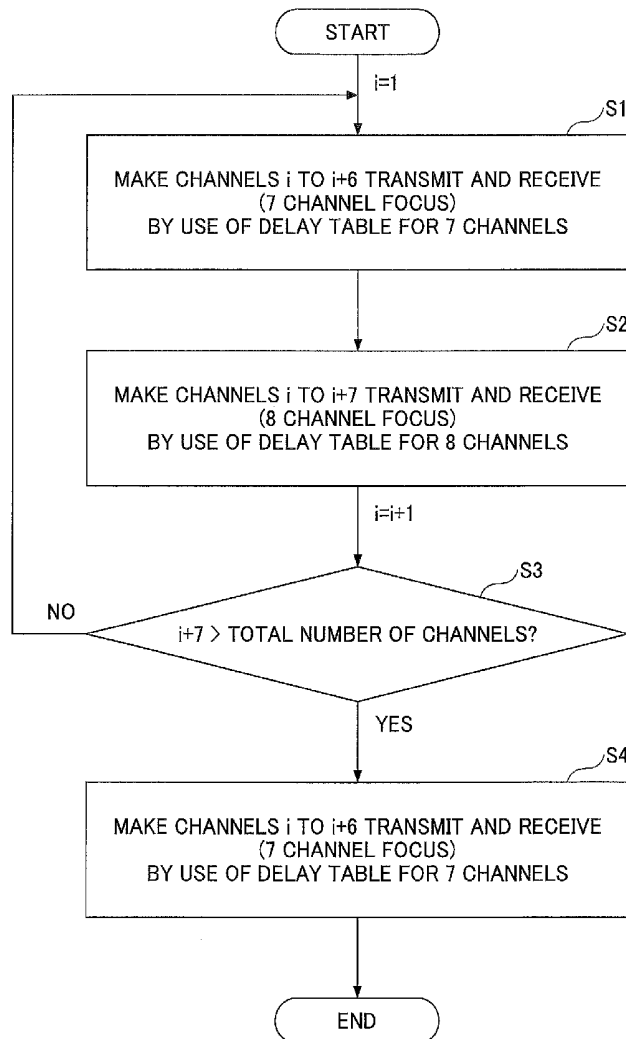 START
i=1
S1
MAKE CHANNELS i TO i+6 TRANSMIT AND RECEIVE
(7 CHANNEL FOCUS)
BY USE OF DELAY TABLE FOR 7 CHANNELS
S2
MAKE CHANNELS i TO i+7 TRANSMIT AND RECEIVE
(8 CHANNEL FOCUS)
BY USE OF DELAY TABLE FOR 8 CHANNELS
i=i+1
S3
NO
i+7 > TOTAL NUMBER OF CHANNELS?
YES
S4
MAKE CHANNELS i TO i+6 TRANSMIT AND RECEIVE
(7 CHANNEL FOCUS)
BY USE OF DELAY TABLE FOR 7 CHANNELS
END